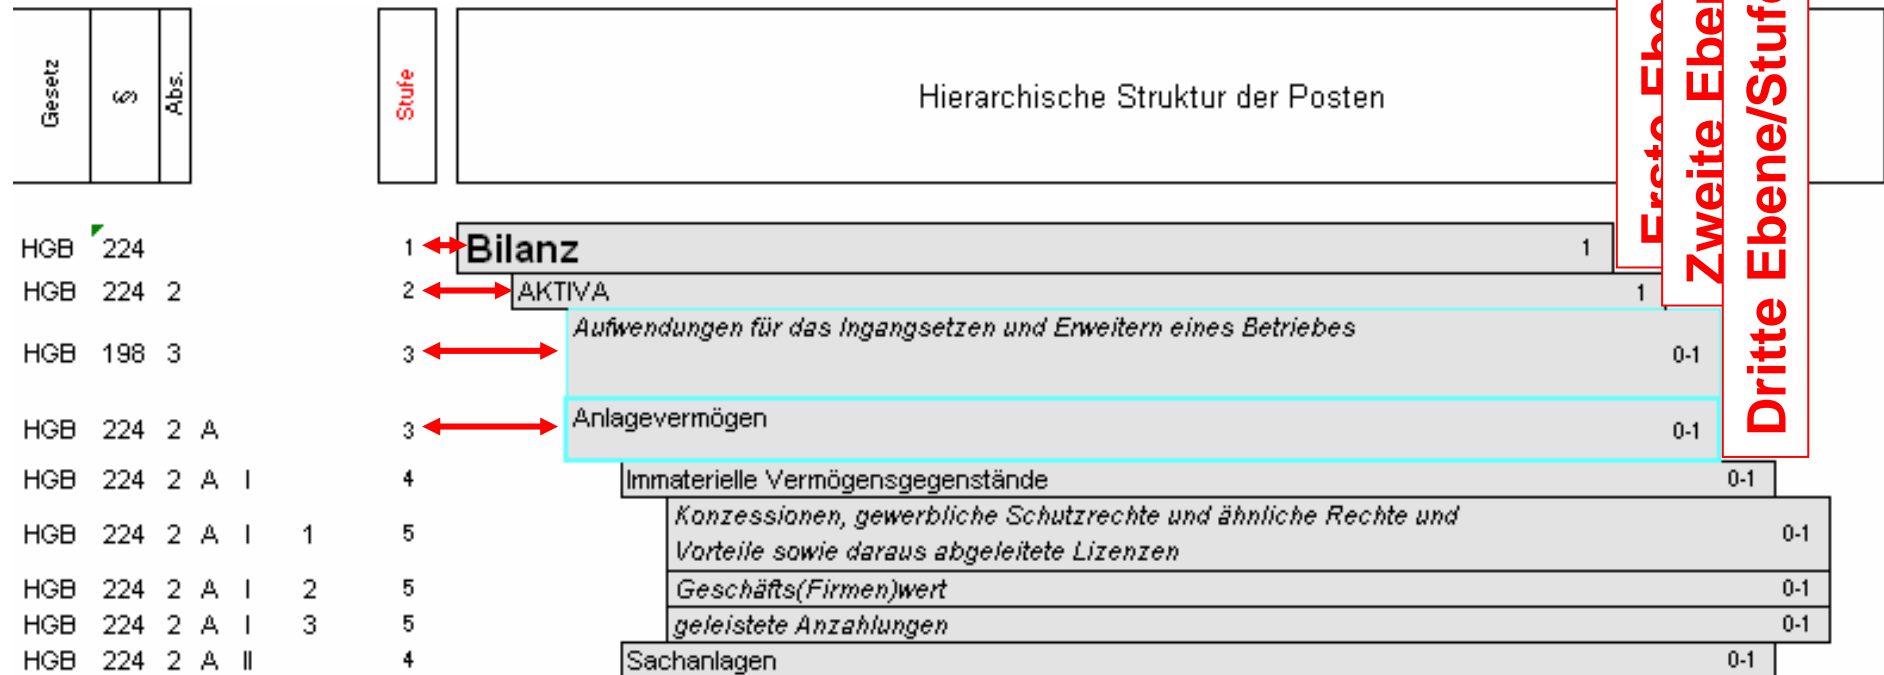 Gesetz § Abs. Stufe Hierarchische Struktur der Posten
Zweite
Dritte Ebene/Stufe
HGB 224 1 Bilanz 1
HGB 224 2 2 AKTIVA 1
HGB 198 3 3 Aufwendungen für das Ingangsetzen und Erweitern eines Betriebes 0-1
HGB 224 2 A 3 Anlagevermögen 0-1
HGB 224 2 A I 4 Immaterielle Vermögensgegenstände 0-1
HGB 224 2 A I 1 5 Konzessionen, gewerbliche Schutzrechte und ähnliche Rechte und
Vorteile sowie daraus abgeleitete Lizenzen 0-1
HGB 224 2 A I 2 5 Geschäfts(Firmen)wert 0-1
HGB 224 2 A I 3 5 geleistete Anzahlungen 0-1
HGB 224 2 A II 4 Sachanlagen 0-1